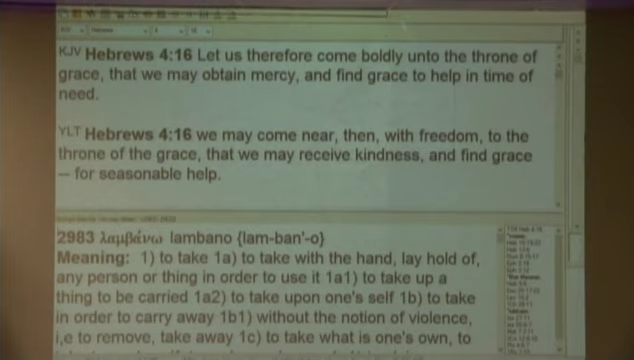 KJV Hebrews 4:16 Let us therefore come boldly unto the throne of
grace, that we may obtain mercy, and find grace to help in time of
need.
YLT Hebrews 4:16 we may come near, then, with freedom, to the
throne of the grace, that we may receive kindness, and find grace
— for seasonable help.
2983 λαμβάνω lambano {lam-ban'-o}
Meaning: 1) to take 1a) to take with the hand, lay hold of,
any person or thing in order to use it 1a1) to take up a
thing to be carried 1a2) to take upon one's self 1b) to take
in order to carry away 1b1) without the notion of violence,
i,e to remove, take away 1c) to take what is one's own, to